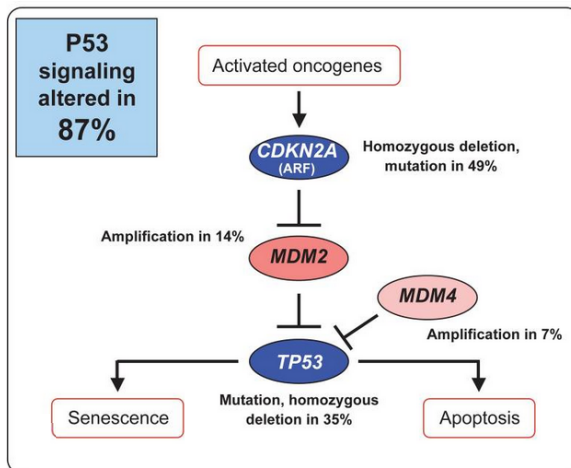 P53
signaling
altered in
87%
Activated oncogenes
CDKN2A
(ARF)
Homozygous deletion,
mutation in 49%
Amplification in 14%
MDM2
MDM4
Amplification in 7%
TP53
Senescence
Mutation, homozygous
deletion in 35%
Apoptosis